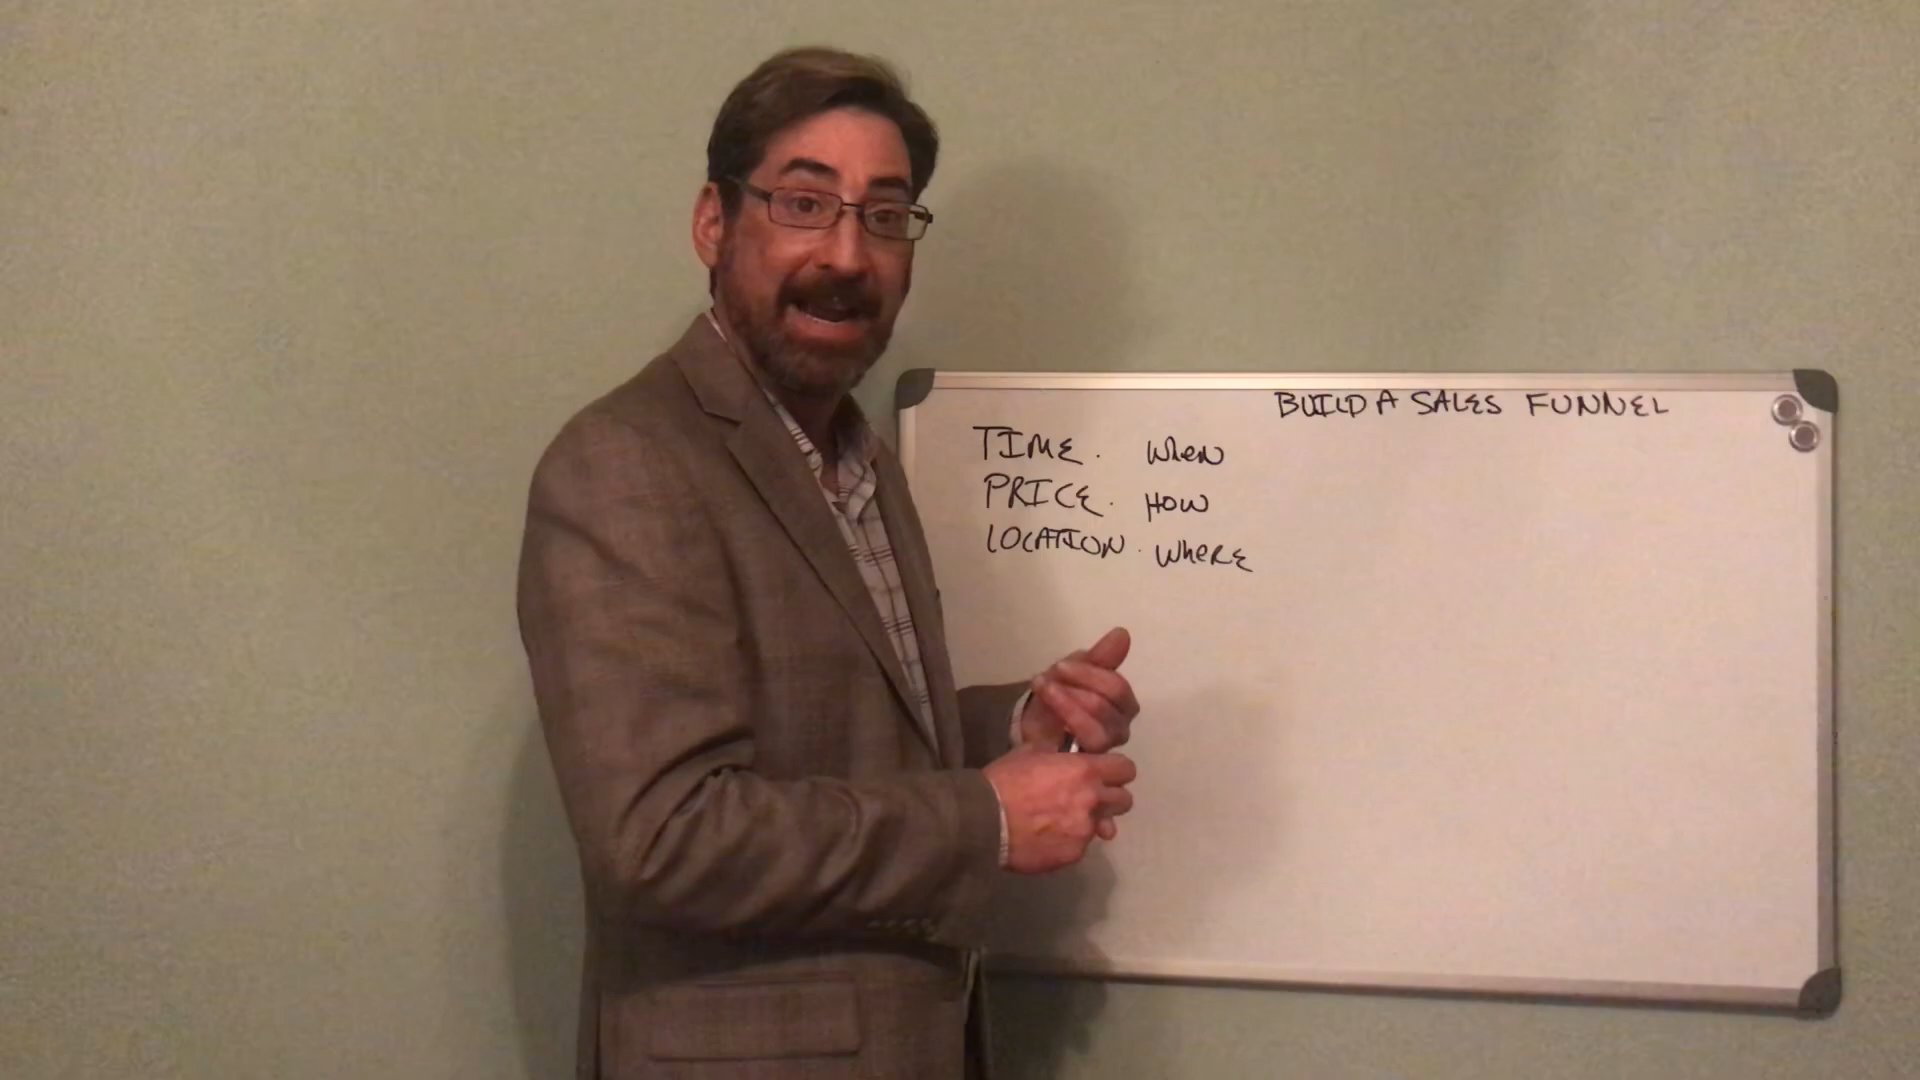 BUILD A SALES FUNNEL
TIME. WHEN
PRICE. HOW
LOCATION. WHERE